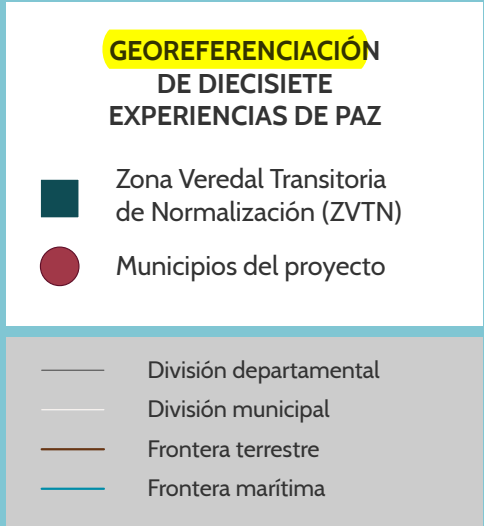 GEOREFERENCIACIÓN
DE DIECISIETE
EXPERIENCIAS DE PAZ
Zona Veredal Transitoria
de Normalización (ZVTN)
Municipios del proyecto
División departamental
División municipal
Frontera terrestre
Frontera marítima